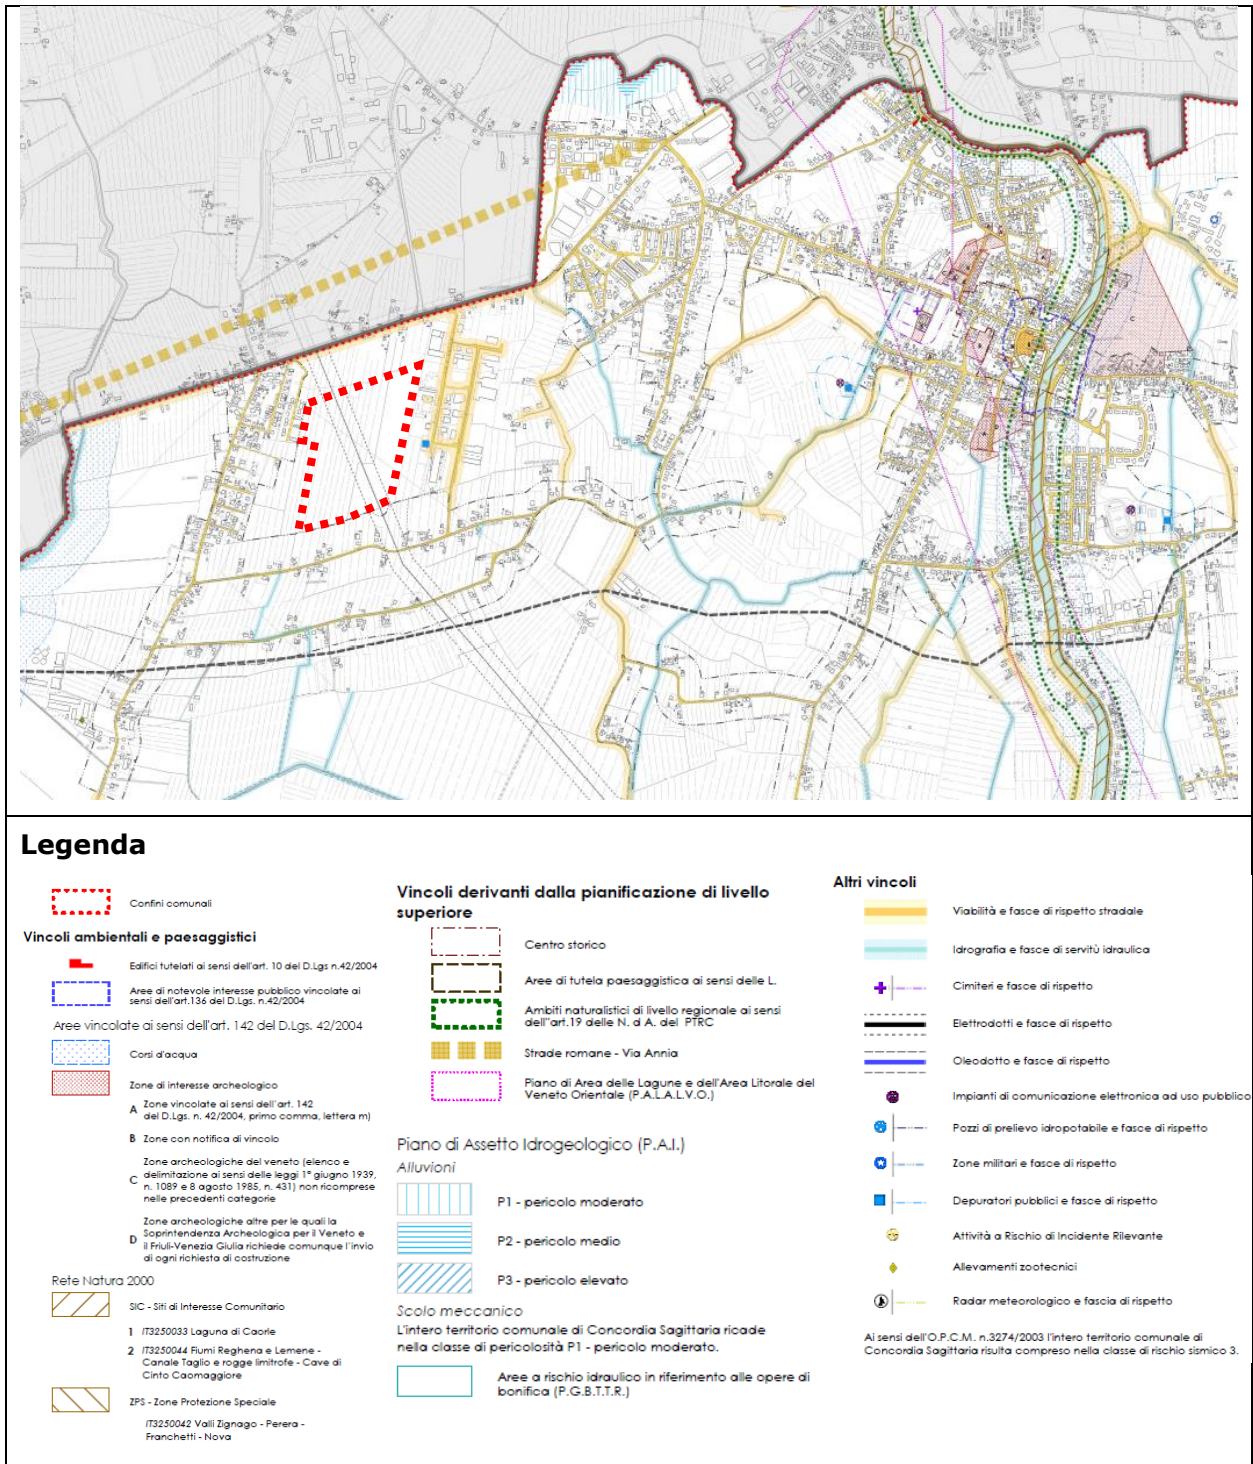 Legenda
Confini comunali
Vincoli ambientali e paesaggistici
Edifici tutelati ai sensi dell'art. 10 del D.Lgs n.42/2004
Aree di notevole interesse pubblico vincolate ai
sensi dell'art.136 del D.Lgs. n.42/2004
Aree vincolate ai sensi dell'art. 142 del D.Lgs. 42/2004
Corsi d'acqua
Zone di interesse archeologico
A Zone vincolate ai sensi dell'art. 142
del D.Lgs. n. 42/2004, primo comma, lettera m)
B Zone con notifica di vincolo
C Zone archeologiche del veneto (elenco e
delimitazione ai sensi delle leggi 1° giugno 1939,
n. 1089 e 8 agosto 1985, n. 431) non ricomprese
nelle precedenti categorie
D Zone archeologiche altre per le quali la
Soprintendenza Archeologica per il Veneto e
il Friuli-Venezia Giulia richiede comunque l'invio
di ogni richiesta di costruzione
Rete Natura 2000
SIC - Siti di Interesse Comunitario
1 IT3250033 Laguna di Caorle
2 IT3250044 Fiumi Reghena e Lemene -
Canale Taglio e rogge limitrofe - Cave di
Cinto Caomaggiore
ZPS - Zone Protezione Speciale
IT3250042 Valli Zignago - Perera -
Franchetti - Nova
Vincoli derivanti dalla pianificazione di livello
superiore
Centro storico
Aree di tutela paesaggistica ai sensi delle L.
Ambiti naturalistici di livello regionale ai sensi
dell''art.19 delle N. d A. del PTRC
Strade romane - Via Annia
Piano di Area delle Lagune e dell'Area Litorale del
Veneto Orientale (P.A.L.A.L.V.O.)
Piano di Assetto Idrogeologico (P.A.I.)
Alluvioni
P1 - pericolo moderato
P2 - pericolo medio
P3 - pericolo elevato
Scolo meccanico
L'intero territorio comunale di Concordia Sagittaria ricade
nella classe di pericolosità P1 - pericolo moderato.
Aree a rischio idraulico in riferimento alle opere di
bonifica (P.G.B.T.T.R.)
Altri vincoli
Viabilità e fasce di rispetto stradale
Idrografia e fasce di servitù idraulica
Cimiteri e fasce di rispetto
Elettrodotti e fasce di rispetto
Oleodotto e fasce di rispetto
Impianti di comunicazione elettronica ad uso pubblico
Pozzi di prelievo idropotabile e fasce di rispetto
Zone militari e fasce di rispetto
Depuratori pubblici e fasce di rispetto
Attività a Rischio di Incidente Rilevante
Allevamenti zootecnici
Radar meteorologico e fascia di rispetto
Ai sensi dell'O.P.C.M. n.3274/2003 l'intero territorio comunale di
Concordia Sagittaria risulta compreso nella classe di rischio sismico 3.